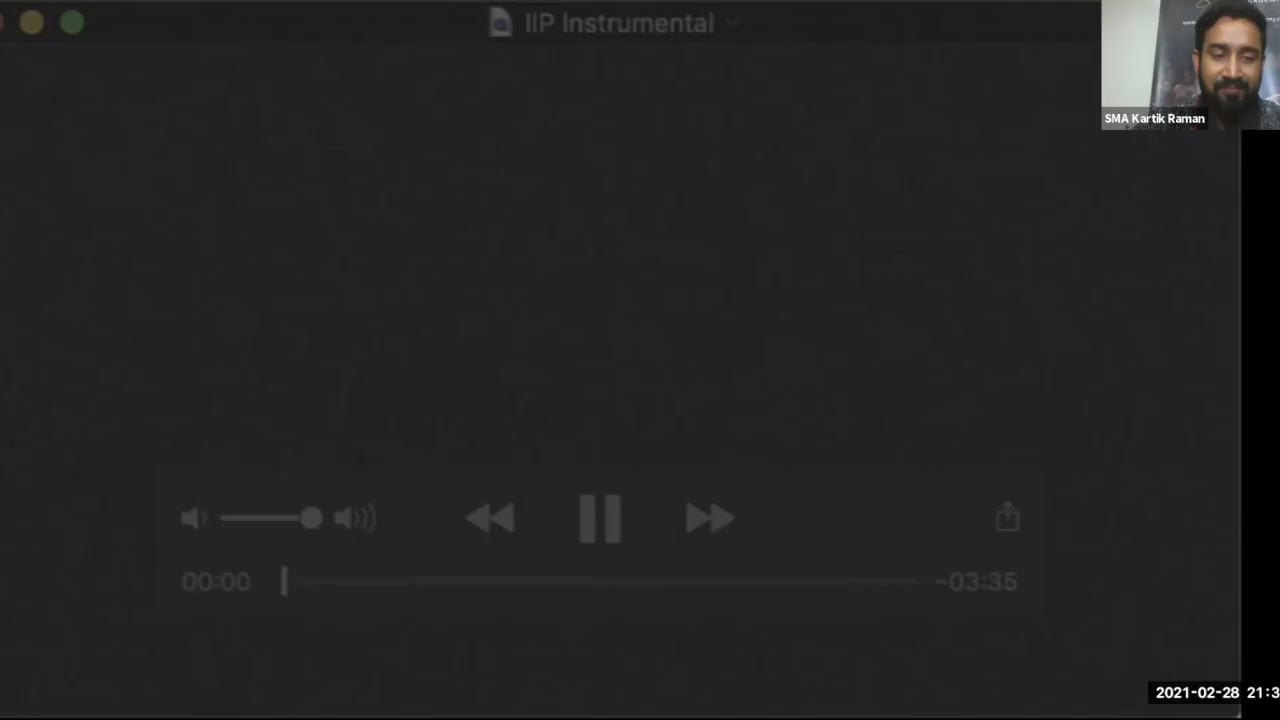 IIP Instrumental
SMA Kartik Raman
00:00
-03:35
2021-02-28 21:3